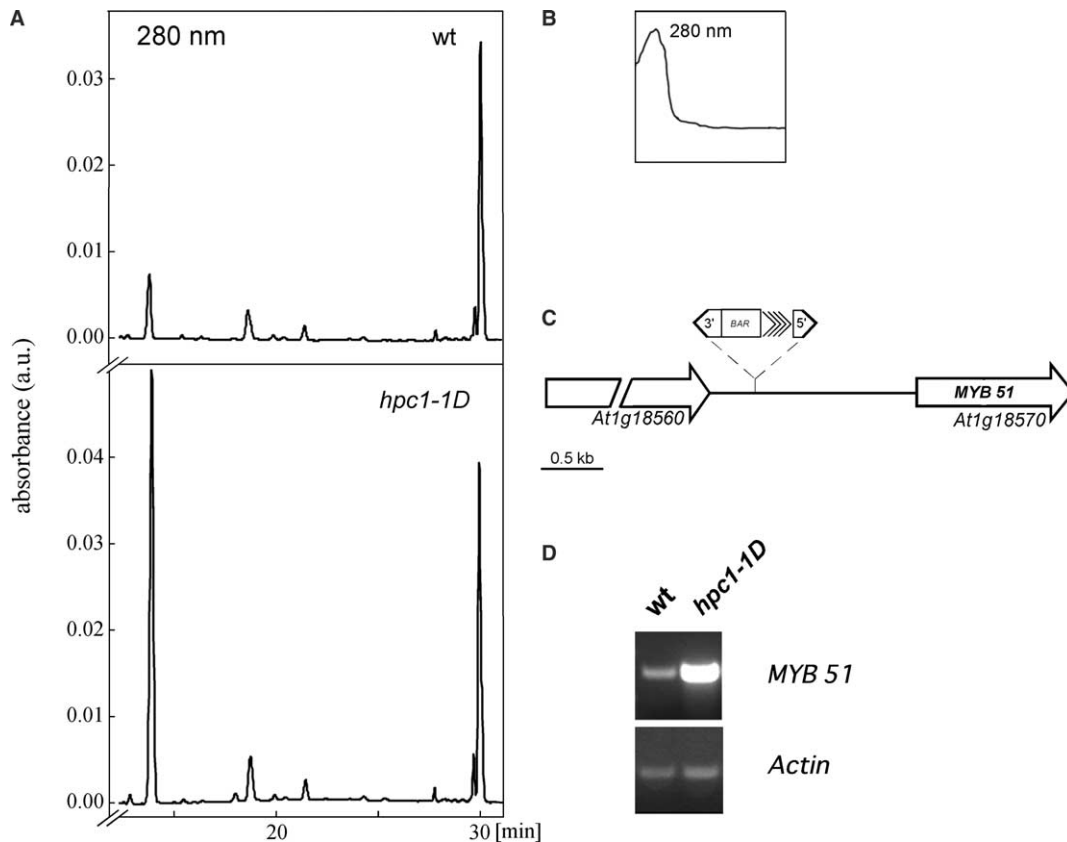 A
280 nm
wt
0.03
0.02
0.01
0.00
hpc1-1D
0.04
0.03
0.02
0.01
0.00
absorbance (a.u.)
20
30 [min]
B
280 nm
C
3'
BAR
5'
MYB 51
At1g18560
At1g18570
0.5 kb
D
wt
hpc1-1D
MYB 51
Actin